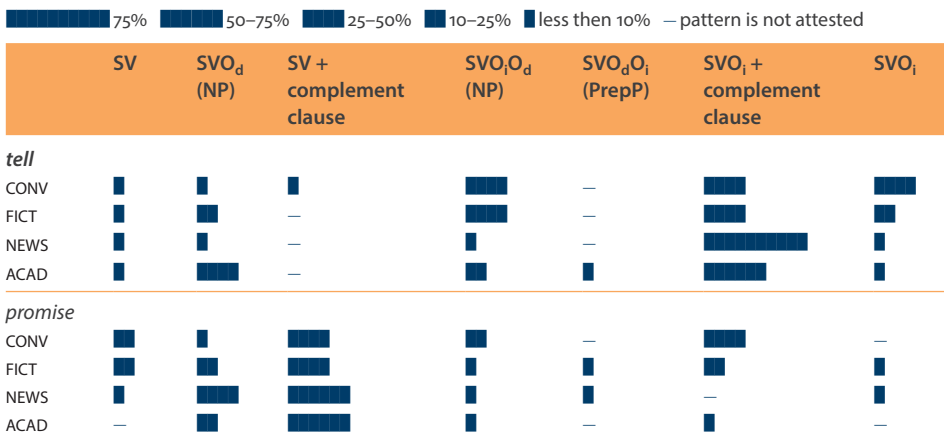 75% 50–75% 25–50% 10–25% less then 10% – pattern is not attested
SV SVOd (NP) SV + complement clause SVOiOd (NP) SVOdOi (PrepP) SVOi + complement clause SVOi
tell
CONV –
FICT – –
NEWS – –
ACAD –
promise
CONV – –
FICT
NEWS –
ACAD – – –